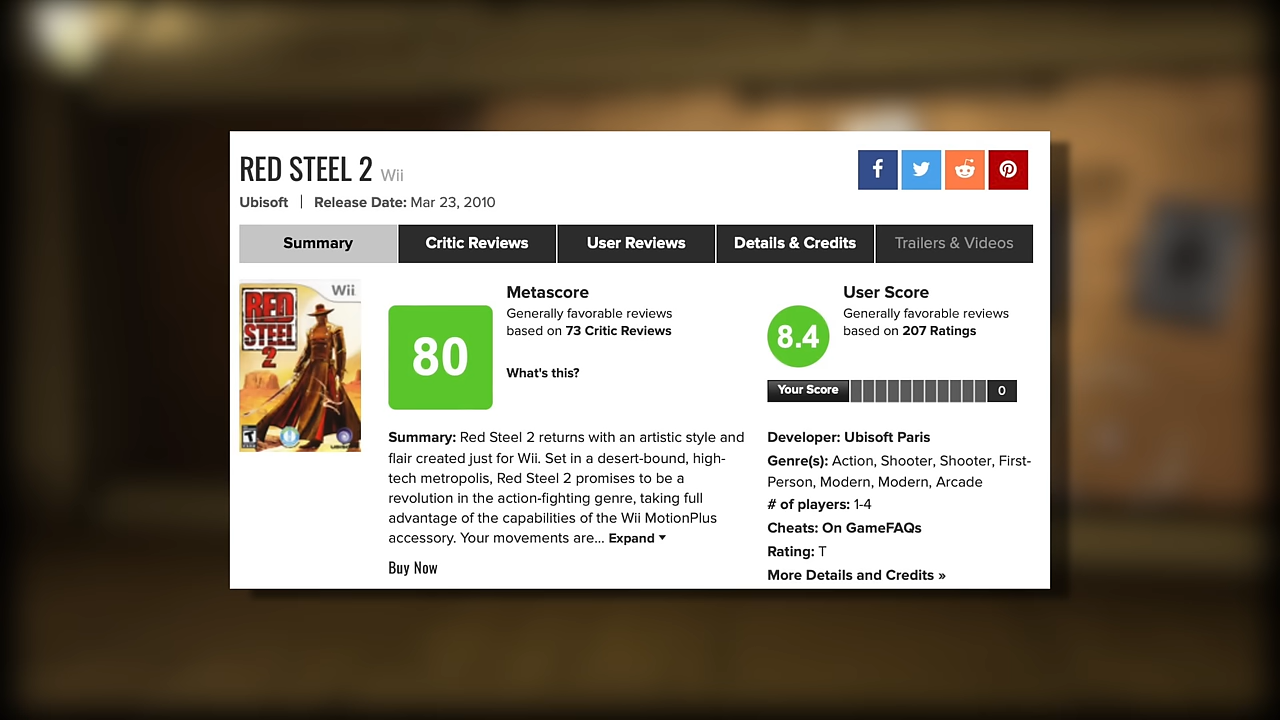 RED STEEL 2 Wii
Ubisoft | Release Date: Mar 23, 2010
Summary
Critic Reviews
User Reviews
Details & Credits
Trailers & Videos
Wii
RED
STEEL
2
T
UBISOFT
80
Metascore
Generally favorable reviews
based on 73 Critic Reviews
What's this?
Summary: Red Steel 2 returns with an artistic style and
flair created just for Wii. Set in a desert-bound, high-
tech metropolis, Red Steel 2 promises to be a
revolution in the action-fighting genre, taking full
advantage of the capabilities of the Wii MotionPlus
accessory. Your movements are... Expand
Buy Now
8.4
User Score
Generally favorable reviews
based on 207 Ratings
Your Score 0
Developer: Ubisoft Paris
Genre(s): Action, Shooter, Shooter, First-
Person, Modern, Modern, Arcade
# of players: 1-4
Cheats: On GameFAQs
Rating: T
More Details and Credits »